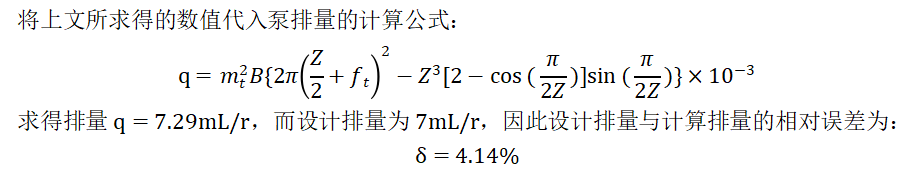 将上文所求得的数值代入泵排量的计算公式：
q = m_t^2 B{2π(Z/2 + f_t)^2 − Z^3[2 − cos (π/2Z)]sin (π/2Z)} × 10^−3
求得排量 q = 7.29mL/r，而设计排量为 7mL/r，因此设计排量与计算排量的相对误差为：
δ = 4.14%